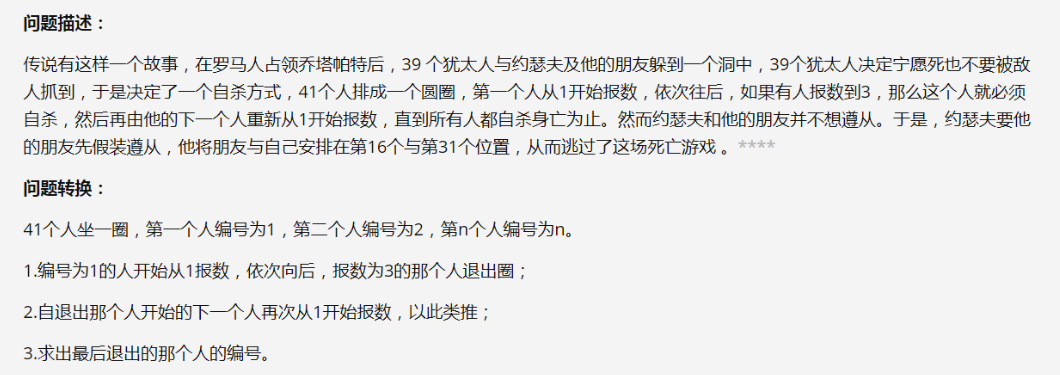 问题描述：
传说有这样一个故事，在罗马人占领乔塔帕特后，39 个犹太人与约瑟夫及他的朋友躲到一个洞中，39个犹太人决定宁愿死也不要被敌
人抓到，于是决定了一个自杀方式，41个人排成一个圆圈，第一个人从1开始报数，依次往后，如果有人报数到3，那么这个人就必须
自杀，然后再由他的下一个人重新从1开始报数，直到所有人都自杀身亡为止。然而约瑟夫和他的朋友并不想遵从。于是，约瑟夫要他
的朋友先假装遵从，他将朋友与自己安排在第16个与第31个位置，从而逃过了这场死亡游戏 。****
问题转换：
41个人坐一圈，第一个人编号为1，第二个人编号为2，第n个人编号为n。
1.编号为1的人开始从1报数，依次向后，报数为3的那个人退出圈；
2.自退出那个人开始的下一个人再次从1开始报数，以此类推；
3.求出最后退出的那个人的编号。